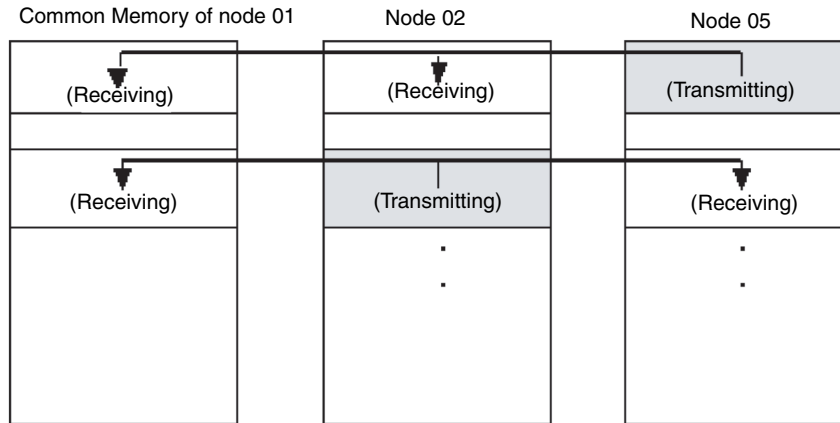 Common Memory of node 01
Node 02
Node 05
(Receiving)
(Receiving)
(Transmitting)
(Receiving)
(Transmitting)
(Receiving)